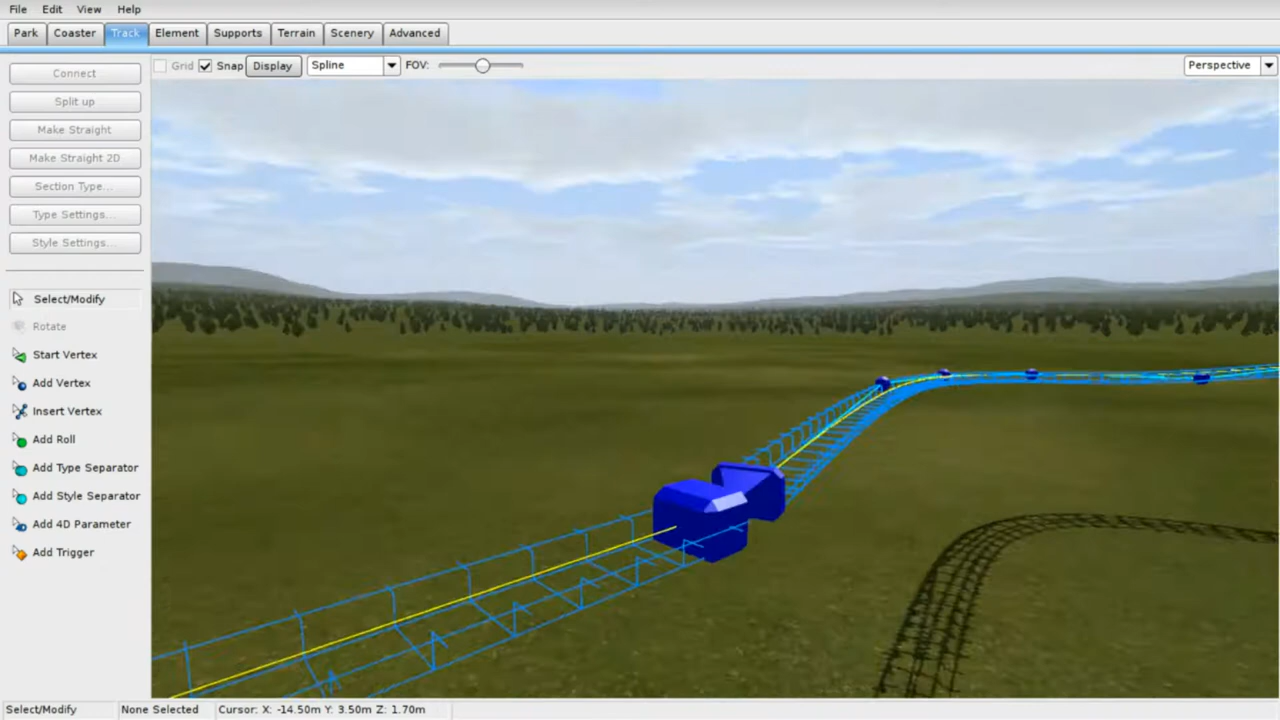 File Edit View Help
Park Coaster Track Element Supports Terrain Scenery Advanced
Grid Snap Display Spline FOV: Perspective
Connect
Split up
Make Straight
Make Straight 2D
Section Type...
Type Settings...
Style Settings...
Select/Modify
Rotate
Start Vertex
Add Vertex
Insert Vertex
Add Roll
Add Type Separator
Add Style Separator
Add 4D Parameter
Add Trigger
Select/Modify None Selected Cursor: X: -14.50m Y: 3.50m Z: 1.70m